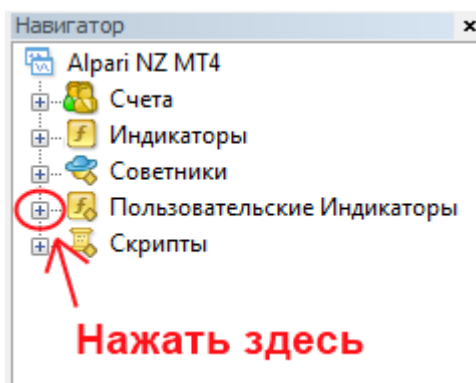 Навигатор
Alpari NZ MT4
Счета
Индикаторы
Советники
Пользовательские Индикаторы
Скрипты
Нажать здесь